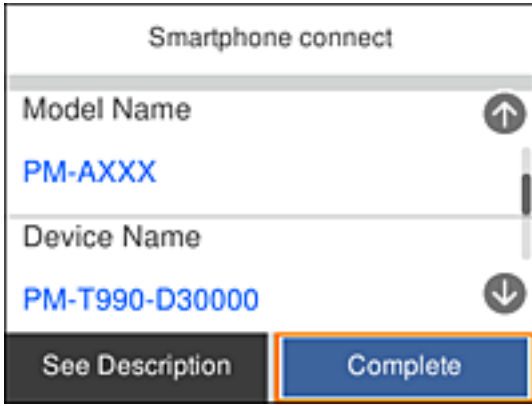 Smartphone connect
Model Name
PM-AXXX
Device Name
PM-T990-D30000
See Description
Complete